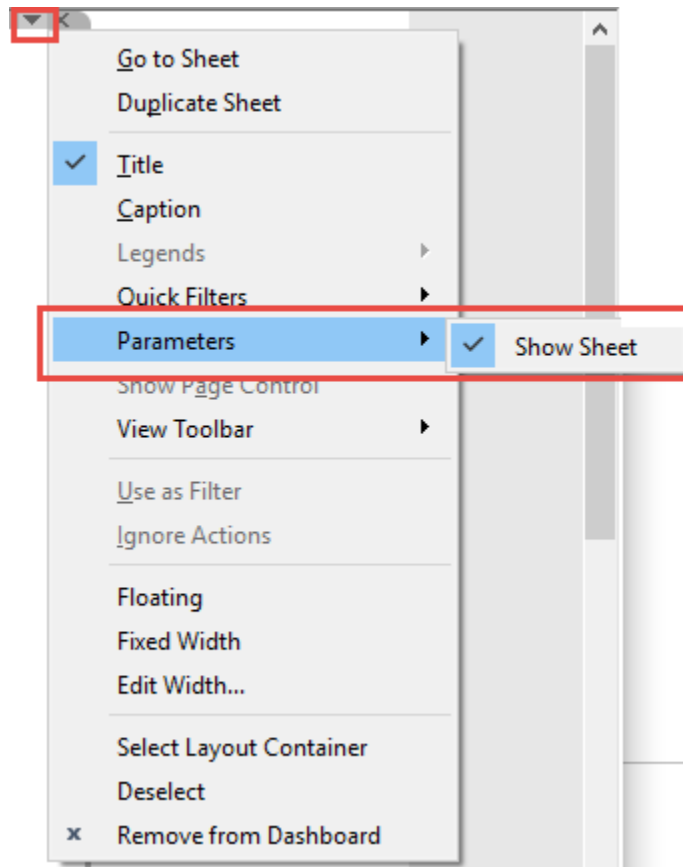 Go to Sheet
Duplicate Sheet
Title
Caption
Legends
Quick Filters
Parameters
Show Sheet
Show Page Control
View Toolbar
Use as Filter
Ignore Actions
Floating
Fixed Width
Edit Width...
Select Layout Container
Deselect
Remove from Dashboard